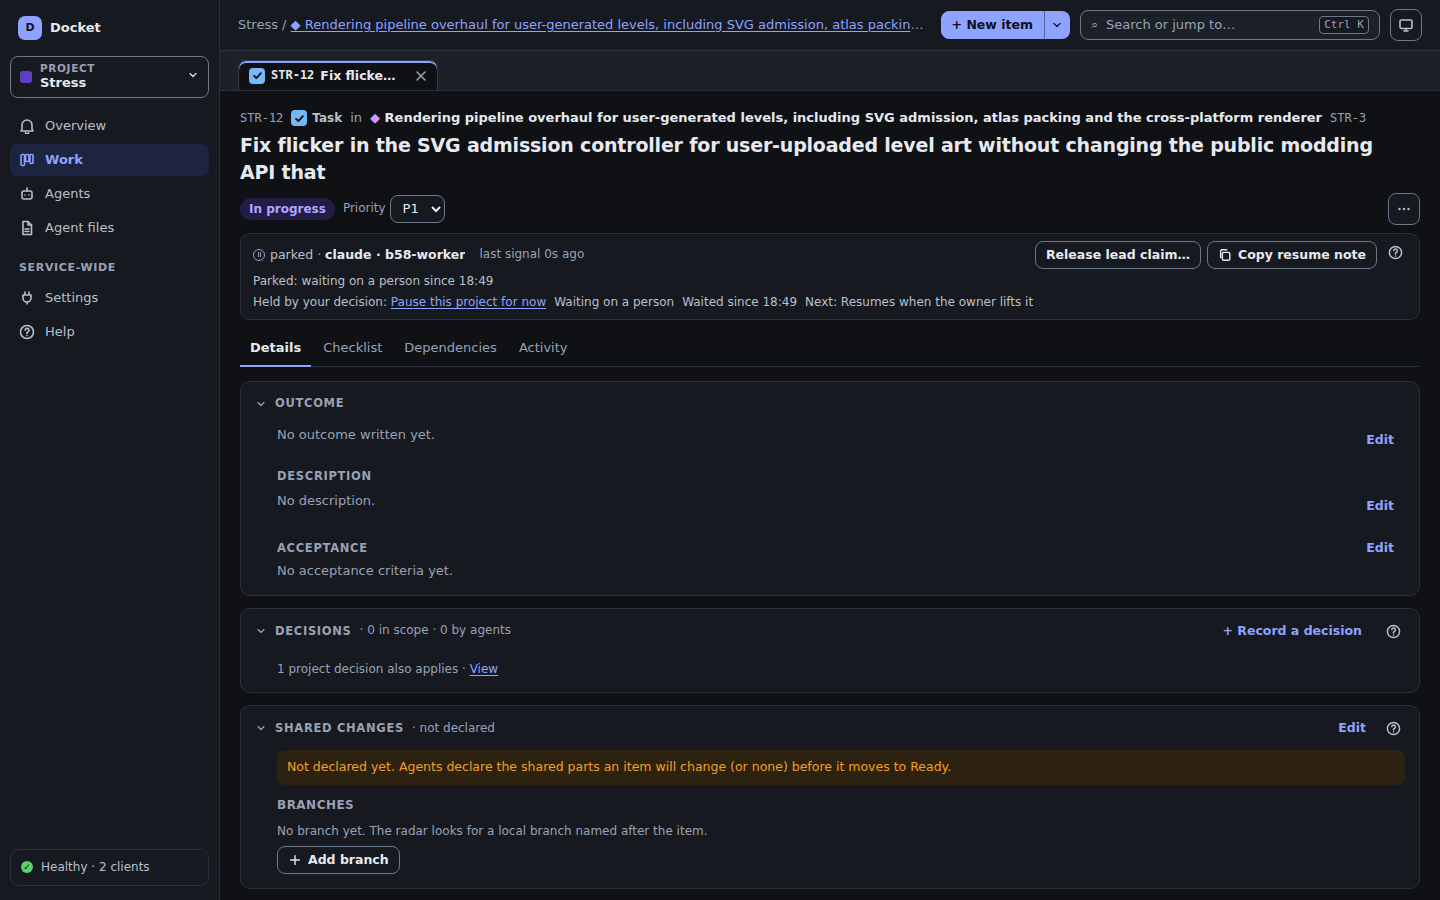 D Docket
PROJECT
Stress
Overview
Work
Agents
Agent files
SERVICE-WIDE
Settings
Help
Healthy · 2 clients
Stress / ◆ Rendering pipeline overhaul for user-generated levels, including SVG admission, atlas packin…
+ New item
Search or jump to…
Ctrl K
STR-12 Fix flicke…
STR-12 Task in ◆ Rendering pipeline overhaul for user-generated levels, including SVG admission, atlas packing and the cross-platform renderer STR-3
Fix flicker in the SVG admission controller for user-uploaded level art without changing the public modding
API that
In progress Priority P1
parked · claude · b58-worker last signal 0s ago
Release lead claim…
Copy resume note
Parked: waiting on a person since 18:49
Held by your decision: Pause this project for now Waiting on a person Waited since 18:49 Next: Resumes when the owner lifts it
Details Checklist Dependencies Activity
OUTCOME
No outcome written yet.
Edit
DESCRIPTION
No description.
Edit
ACCEPTANCE
Edit
No acceptance criteria yet.
DECISIONS · 0 in scope · 0 by agents
+ Record a decision
1 project decision also applies · View
SHARED CHANGES · not declared
Edit
Not declared yet. Agents declare the shared parts an item will change (or none) before it moves to Ready.
BRANCHES
No branch yet. The radar looks for a local branch named after the item.
+ Add branch